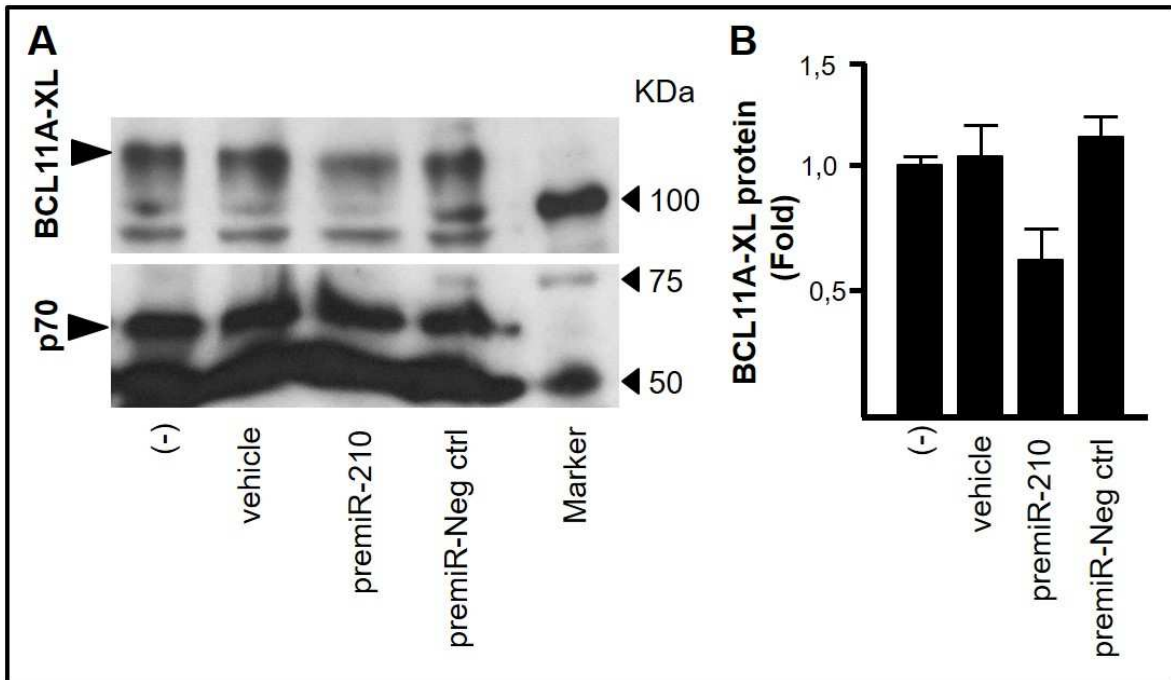 A
BCL11A-XL
p70
KDa
100
75
50
(-)
vehicle
premiR-210
premiR-Neg ctrl
Marker
B
BCL11A-XL protein
(Fold)
1,5
1,0
0,5
(-)
vehicle
premiR-210
premiR-Neg ctrl